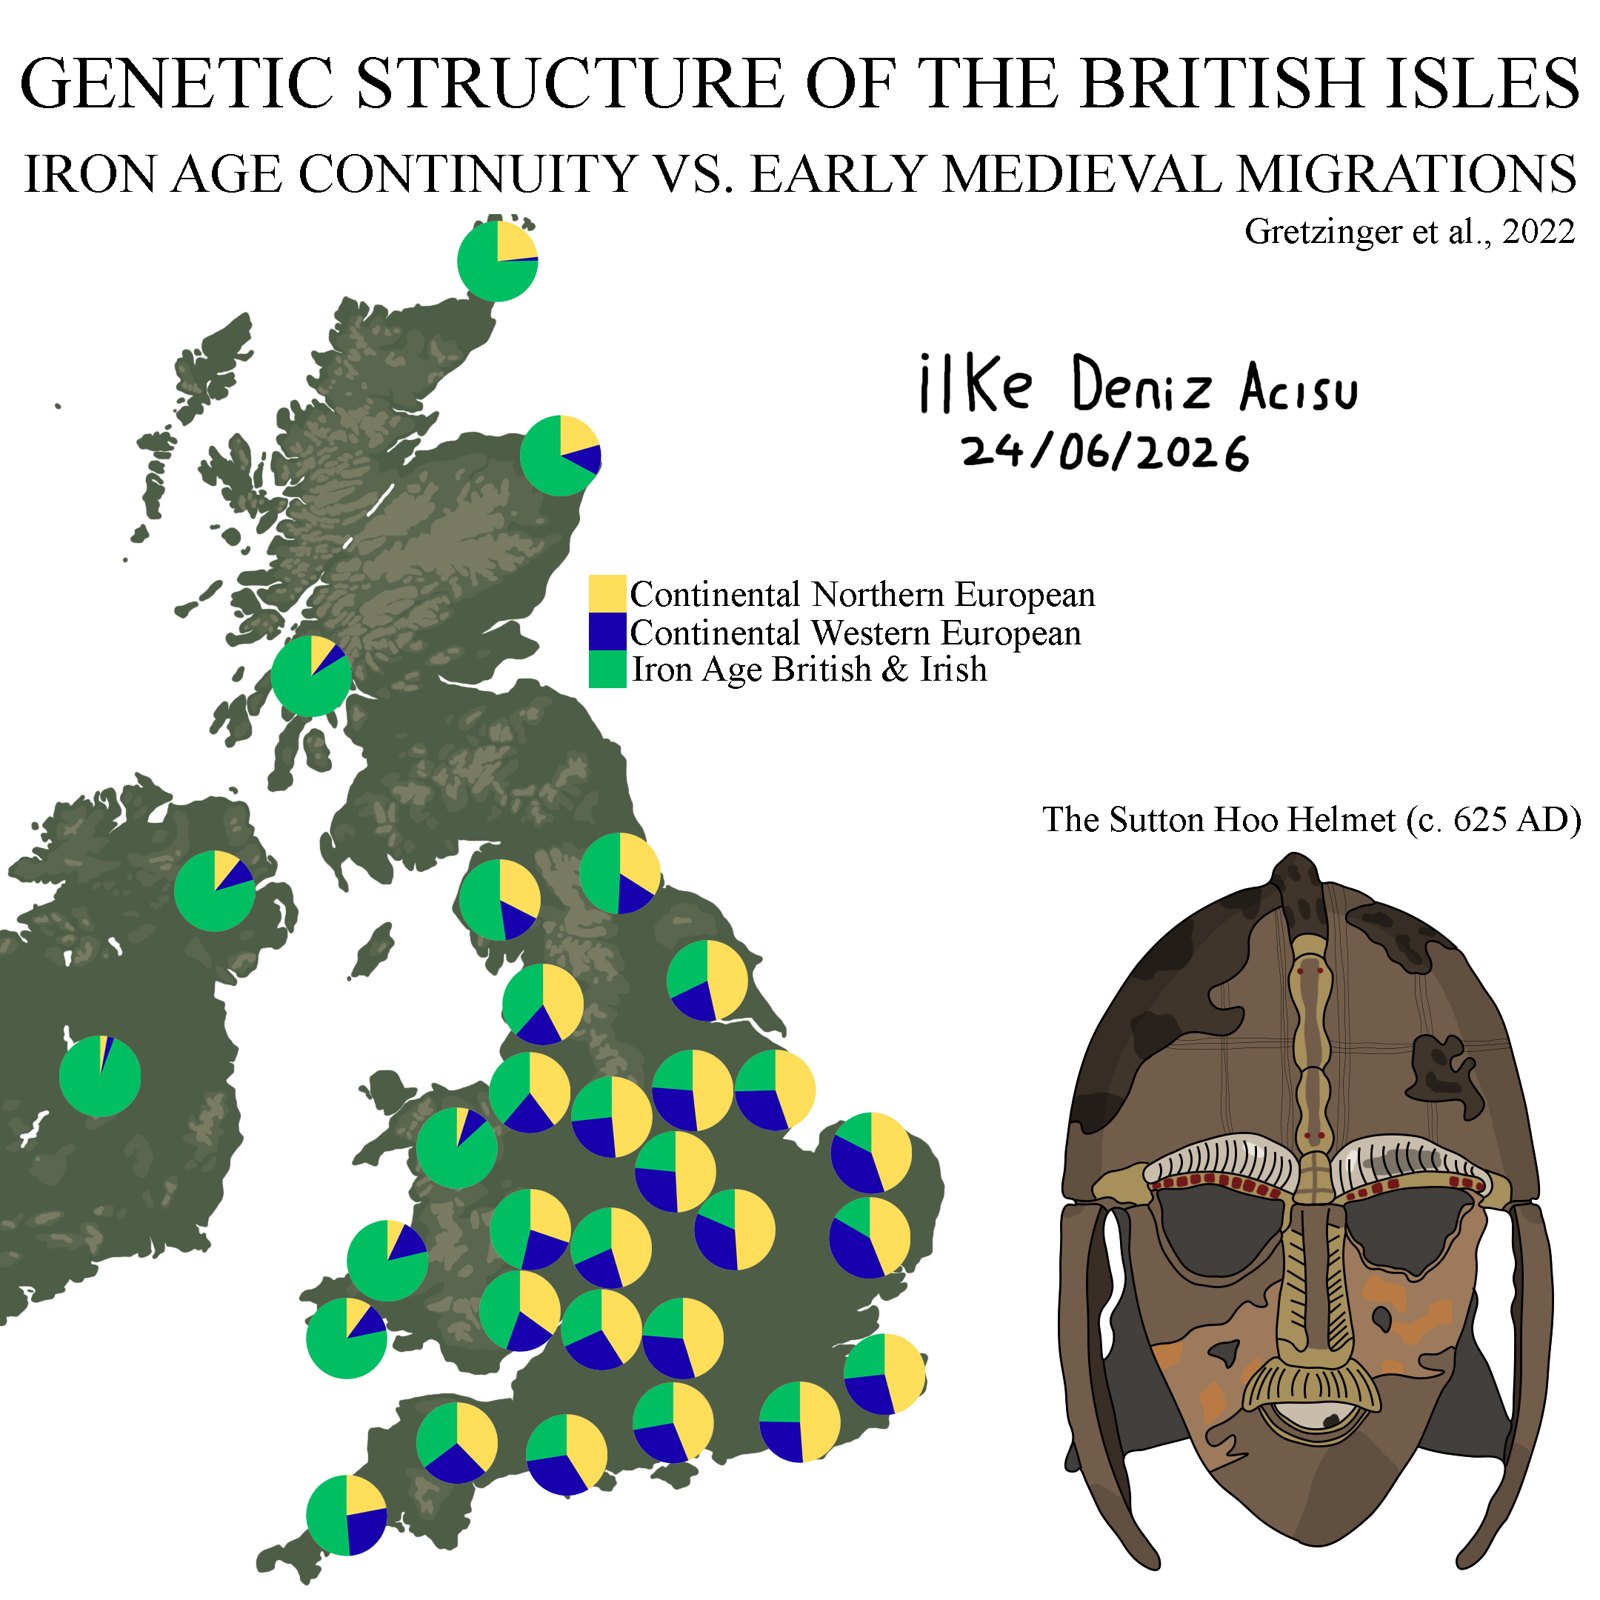 GENETIC STRUCTURE OF THE BRITISH ISLES
IRON AGE CONTINUITY VS. EARLY MEDIEVAL MIGRATIONS
Gretzinger et al., 2022
ilKe Deniz Acısu
24/06/2026
Continental Northern European
Continental Western European
Iron Age British & Irish
The Sutton Hoo Helmet (c. 625 AD)